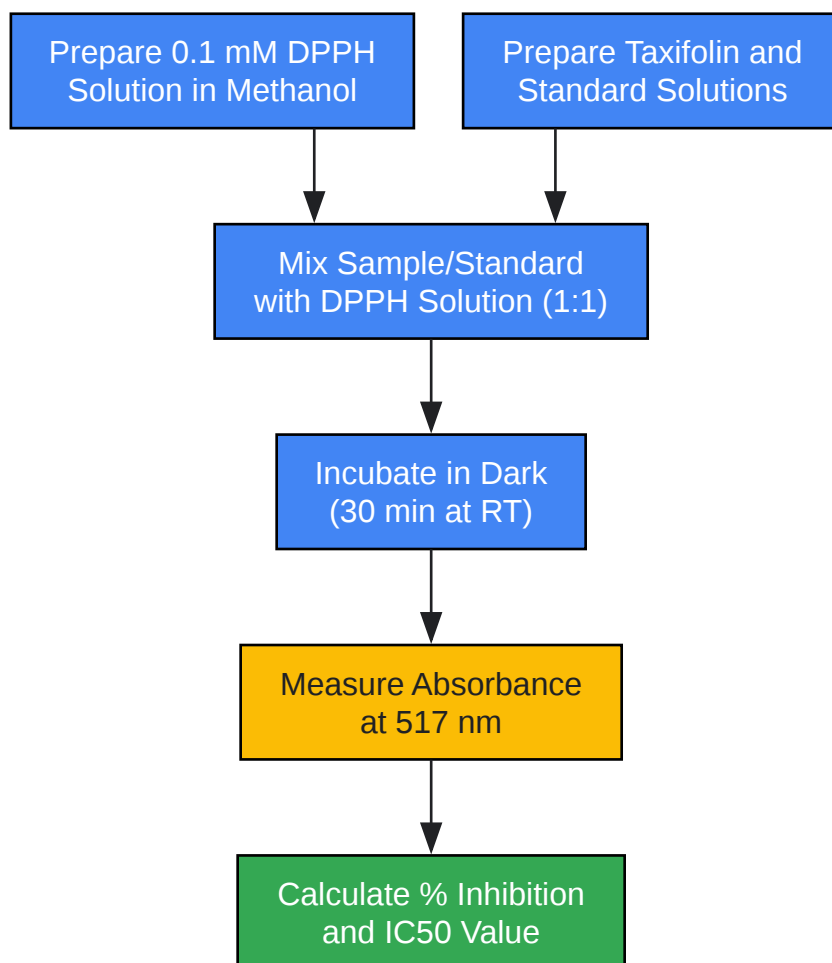 Prepare 0.1 mM DPPH
Solution in Methanol
Prepare Taxifolin and
Standard Solutions
Mix Sample/Standard
with DPPH Solution (1:1)
Incubate in Dark
(30 min at RT)
Measure Absorbance
at 517 nm
Calculate % Inhibition
and IC50 Value